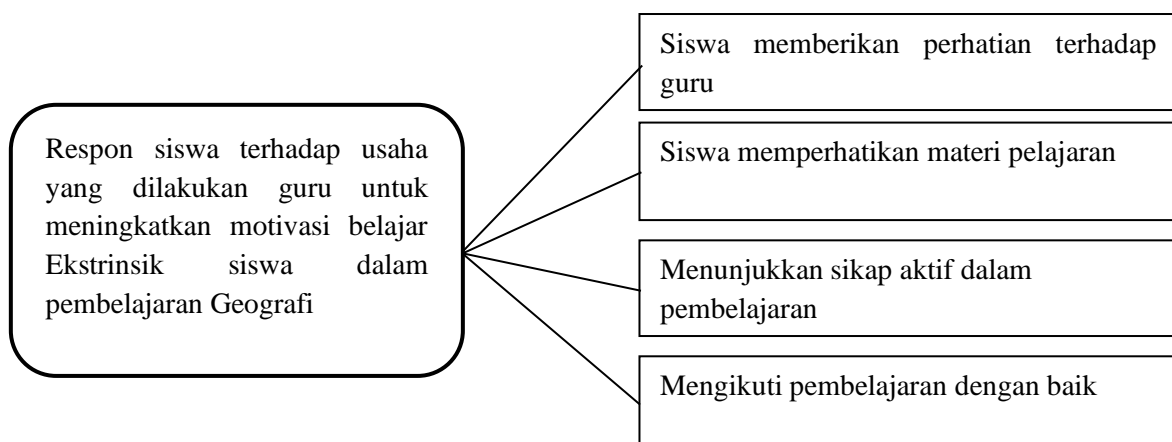 Respon siswa terhadap usaha
yang dilakukan guru untuk
meningkatkan motivasi belajar
Ekstrinsik siswa dalam
pembelajaran Geografi
Siswa memberikan perhatian terhadap
guru
Siswa memperhatikan materi pelajaran
Menunjukkan sikap aktif dalam
pembelajaran
Mengikuti pembelajaran dengan baik